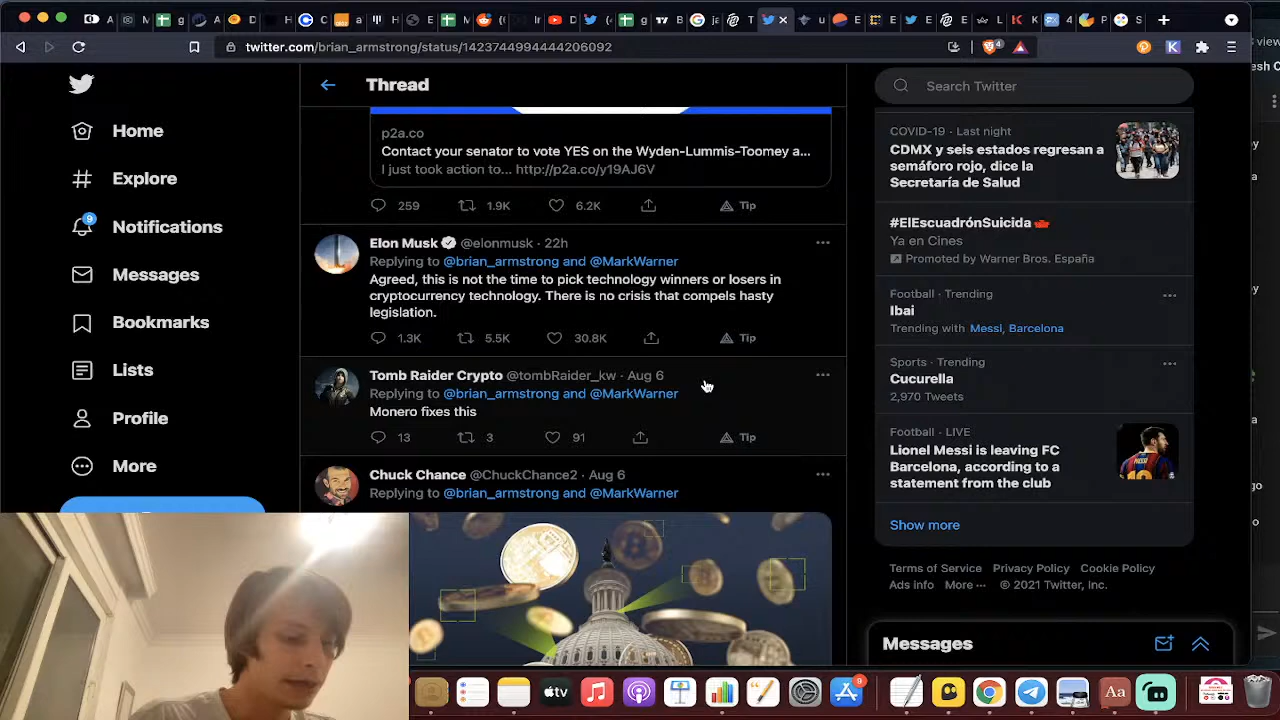 twitter.com/brian_armstrong/status/1423744994444206092
4
Home
Explore
9
Notifications
Messages
Bookmarks
Lists
Profile
More
Thread
p2a.co
Contact your senator to vote YES on the Wyden-Lummis-Toomey a...
I just took action to... http://p2a.co/y19AJ6V
259 1.9K 6.2K Tip
Elon Musk @elonmusk · 22h
Replying to @brian_armstrong and @MarkWarner
Agreed, this is not the time to pick technology winners or losers in
cryptocurrency technology. There is no crisis that compels hasty
legislation.
1.3K 5.5K 30.8K Tip
Tomb Raider Crypto @tombRaider_kw · Aug 6
Replying to @brian_armstrong and @MarkWarner
Monero fixes this
13 3 91 Tip
Chuck Chance @ChuckChance2 · Aug 6
Replying to @brian_armstrong and @MarkWarner
Search Twitter
COVID-19 · Last night
CDMX y seis estados regresan a
semáforo rojo, dice la
Secretaría de Salud
#ElEscuadrónSuicida
Ya en Cines
Promoted by Warner Bros. España
Football · Trending
Ibai
Trending with Messi, Barcelona
Sports · Trending
Cucurella
2,970 Tweets
Football · LIVE
Lionel Messi is leaving FC
Barcelona, according to a
statement from the club
Show more
Terms of Service Privacy Policy Cookie Policy
Ads info More ··· © 2021 Twitter, Inc.
Messages
tv
9
Aa